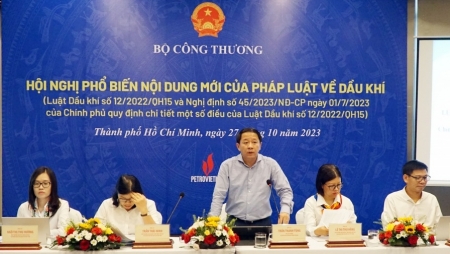 BỘ CÔNG THƯƠNG
HỘI NGHỊ PHỔ BIẾN NỘI DUNG MỚI CỦA PHÁP LUẬT VỀ DẦU KHÍ
(Luật Dầu khí số 12/2022/QH15 và Nghị định số 45/2023/NĐ-CP ngày 01/7/2023
của Chính phủ quy định chi tiết một số điều của Luật Dầu khí số 12/2022/QH15)
Thành phố Hồ Chí Minh, ngày 27 10 năm 2023
PETROVIET